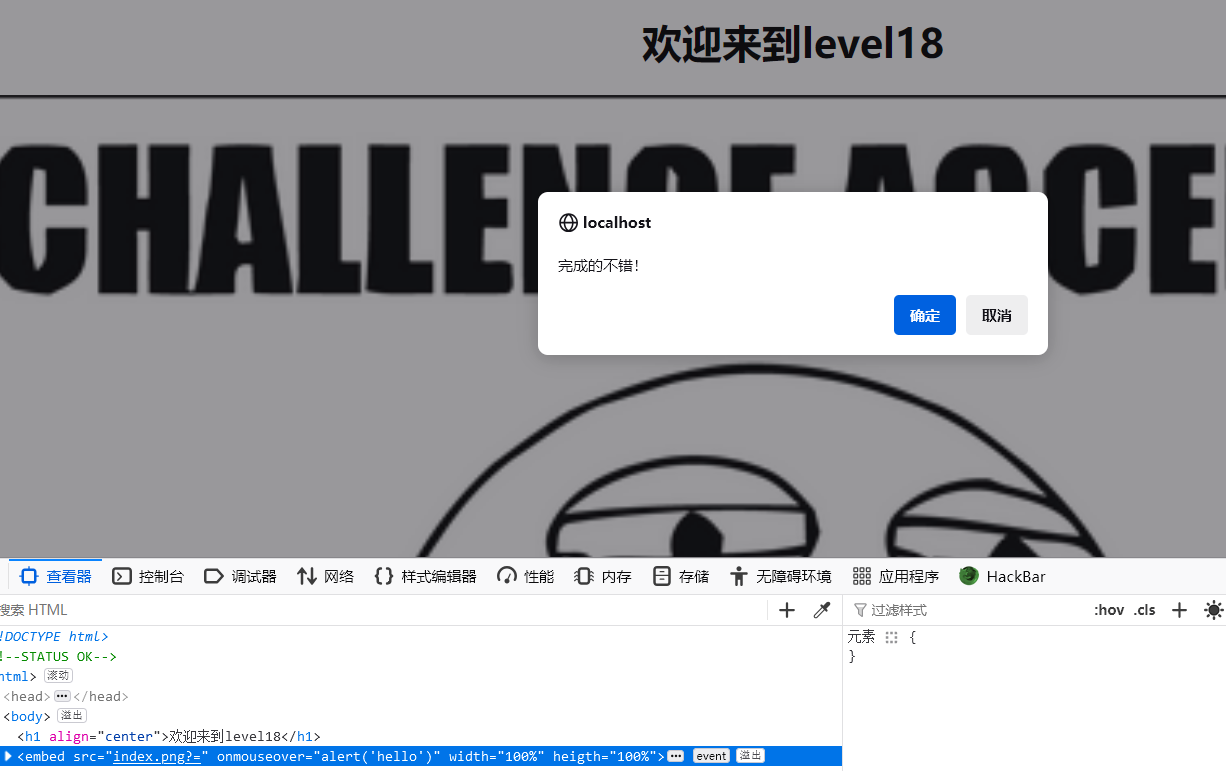 欢迎来到level18
CHALLENGE ACCE
localhost
完成的不错!
确定 取消
查看器 控制台 调试器 网络 样式编辑器 性能 内存 存储 无障碍环境 应用程序 HackBar
搜索 HTML
过滤样式 :hov .cls
!DOCTYPE html>
!--STATUS OK-->
html> 滚动
<head></head>
<body> 溢出
<h1 align="center">欢迎来到level18</h1>
<embed src="index.png?=" onmouseover="alert('hello')" width="100%" heigth="100%"> event 溢出
元素 {
}